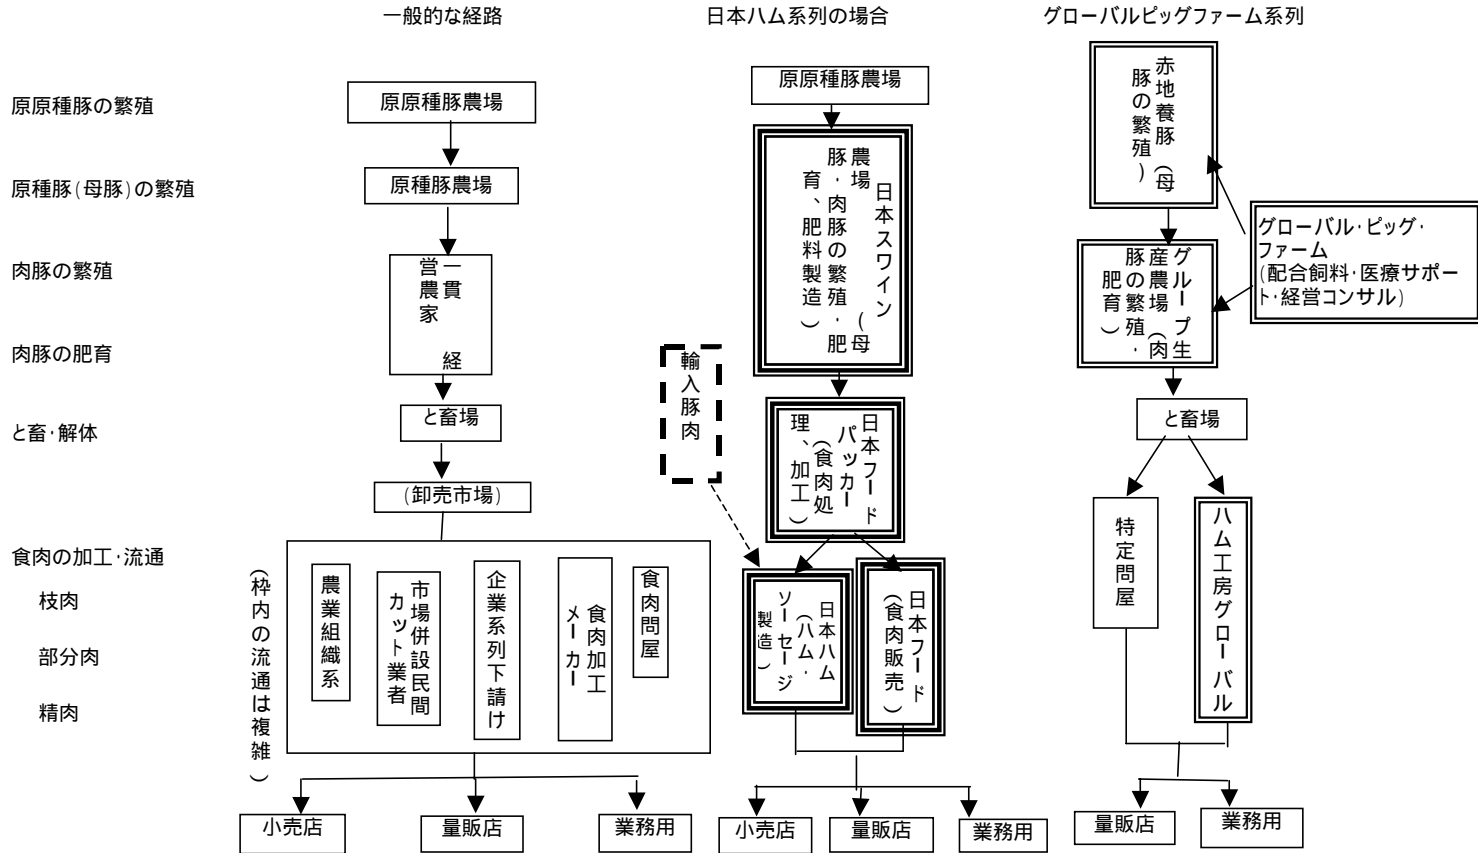 一般的な経路
日本ハム系列の場合
グローバルピッグファーム系列
原原種豚の繁殖
原種豚(母豚)の繁殖
肉豚の繁殖
肉豚の肥育
と畜・解体
食肉の加工・流通
枝肉
部分肉
精肉
原原種豚農場
原種豚農場
一貫 経
営農家
と畜場
(卸売市場)
(枠内の流通は複雑)
農業組織系
市場併設民間
カット業者
企業系列下請け
食肉加工
メーカー
食肉問屋
小売店
量販店
業務用
原原種豚農場
日本スワイン
農場 (母
豚・肉豚の繁殖・肥
育、肥料製造)
輸入豚肉
日本フード
パッカー
(食肉処
理、加工)
日本ハム
(ハム・
ソーセージ
製造)
日本フード
(食肉販売)
小売店
量販店
業務用
赤地養豚 (母
豚の繁殖)
グローバル・ピッグ・
ファーム
(配合飼料・医療サポー
ト・経営コンサル)
グループ生
産農場 (肉
豚の繁殖・
肥育)
と畜場
特定問屋
ハム工房グローバル
量販店
業務用